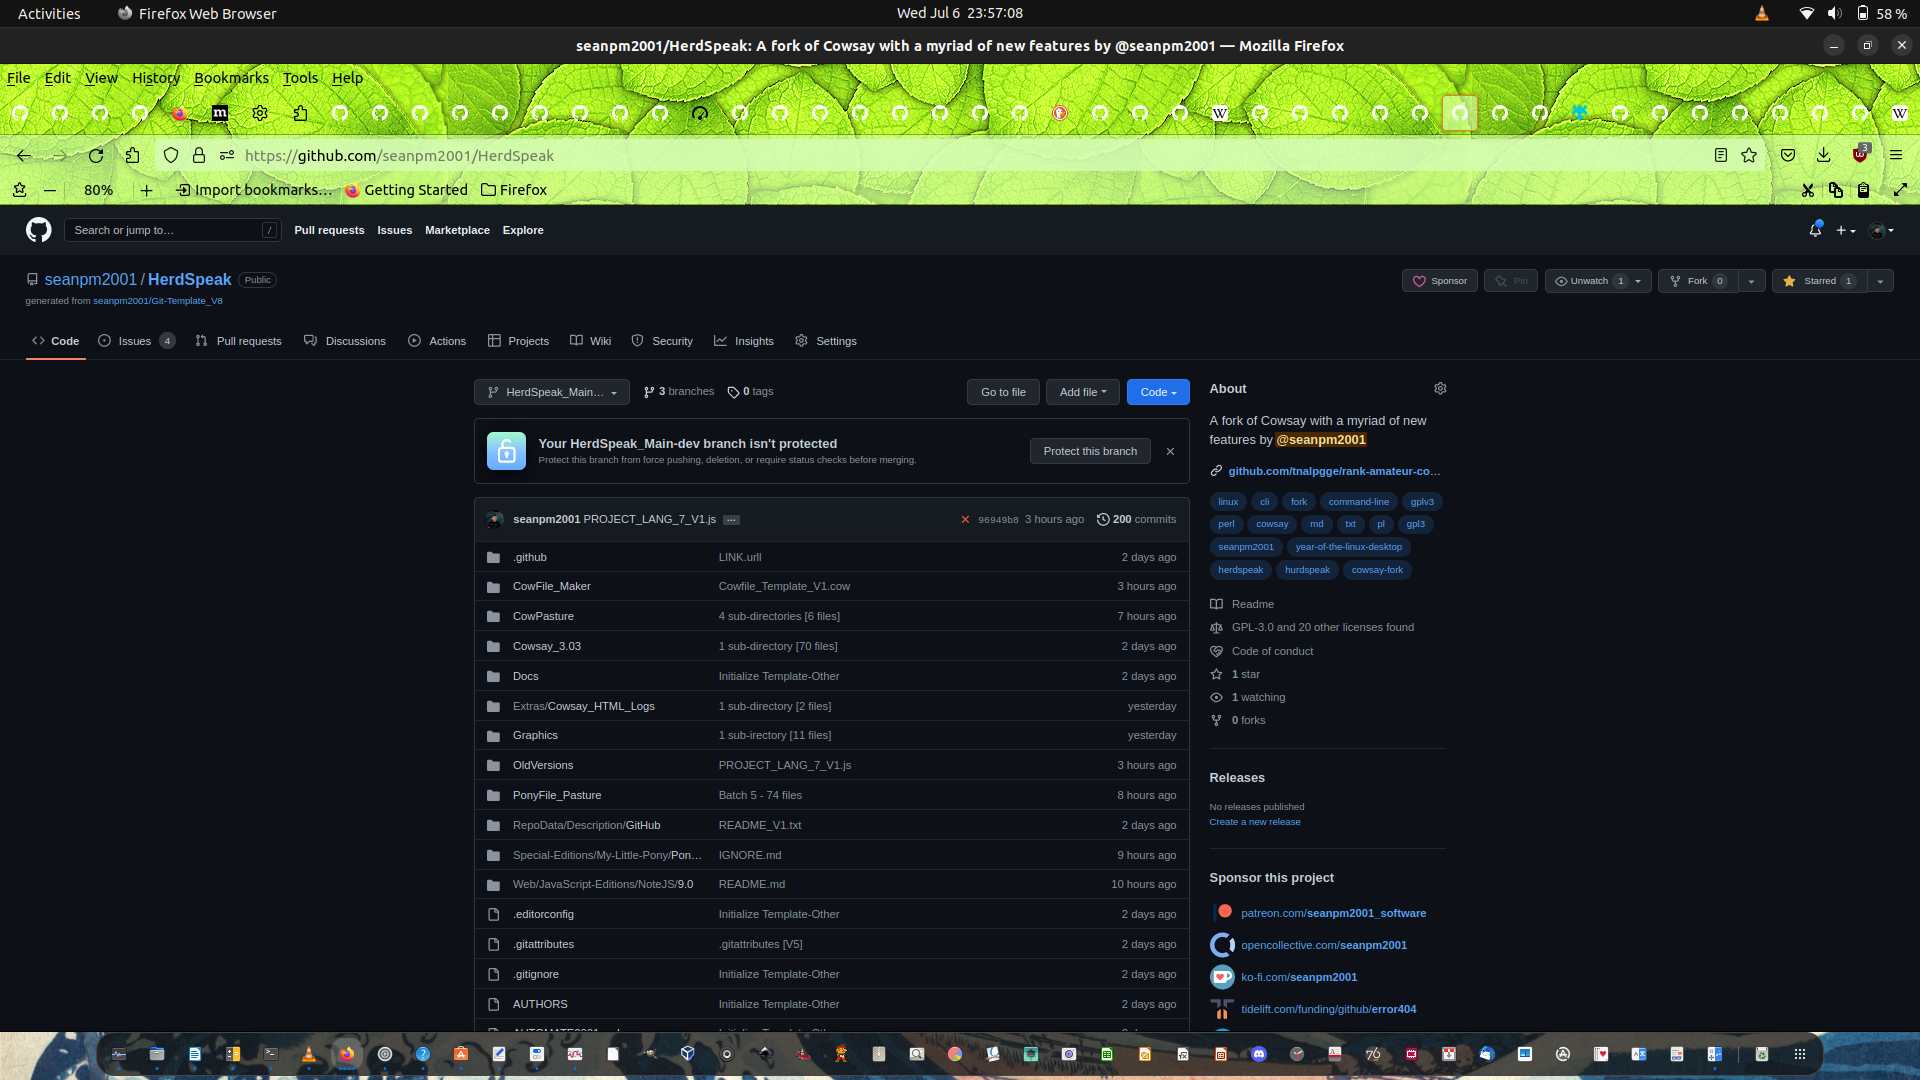 Activities Firefox Web Browser Wed Jul 6 23:57:08 58 %
seanpm2001/HerdSpeak: A fork of Cowsay with a myriad of new features by @seanpm2001 — Mozilla Firefox
File Edit View History Bookmarks Tools Help
https://github.com/seanpm2001/HerdSpeak 3
80% Import bookmarks… Getting Started Firefox
Search or jump to… / Pull requests Issues Marketplace Explore
seanpm2001 / HerdSpeak Public Sponsor Pin Unwatch 1 Fork 0 Starred 1
generated from seanpm2001/Git-Template_V8
Code Issues 4 Pull requests Discussions Actions Projects Wiki Security Insights Settings
HerdSpeak_Main… 3 branches 0 tags Go to file Add file Code
Your HerdSpeak_Main-dev branch isn't protected
Protect this branch from force pushing, deletion, or require status checks before merging.
Protect this branch
seanpm2001 PROJECT_LANG_7_V1.js … 96949b8 3 hours ago 200 commits
.github LINK.urll 2 days ago
CowFile_Maker Cowfile_Template_V1.cow 3 hours ago
CowPasture 4 sub-directories [6 files] 7 hours ago
Cowsay_3.03 1 sub-directory [70 files] 2 days ago
Docs Initialize Template-Other 2 days ago
Extras/Cowsay_HTML_Logs 1 sub-directory [2 files] yesterday
Graphics 1 sub-irectory [11 files] yesterday
OldVersions PROJECT_LANG_7_V1.js 3 hours ago
PonyFile_Pasture Batch 5 - 74 files 8 hours ago
RepoData/Description/GitHub README_V1.txt 2 days ago
Special-Editions/My-Little-Pony/Pon… IGNORE.md 9 hours ago
Web/JavaScript-Editions/NoteJS/9.0 README.md 10 hours ago
.editorconfig Initialize Template-Other 2 days ago
.gitattributes .gitattributes [V5] 2 days ago
.gitignore Initialize Template-Other 2 days ago
AUTHORS Initialize Template-Other 2 days ago
About
A fork of Cowsay with a myriad of new
features by @seanpm2001
github.com/tnalpgge/rank-amateur-co…
linux cli fork command-line gplv3
perl cowsay md txt pl gpl3
seanpm2001 year-of-the-linux-desktop
herdspeak hurdspeak cowsay-fork
Readme
GPL-3.0 and 20 other licenses found
Code of conduct
1 star
1 watching
0 forks
Releases
No releases published
Create a new release
Sponsor this project
patreon.com/seanpm2001_software
opencollective.com/seanpm2001
ko-fi.com/seanpm2001
tidelift.com/funding/github/error404